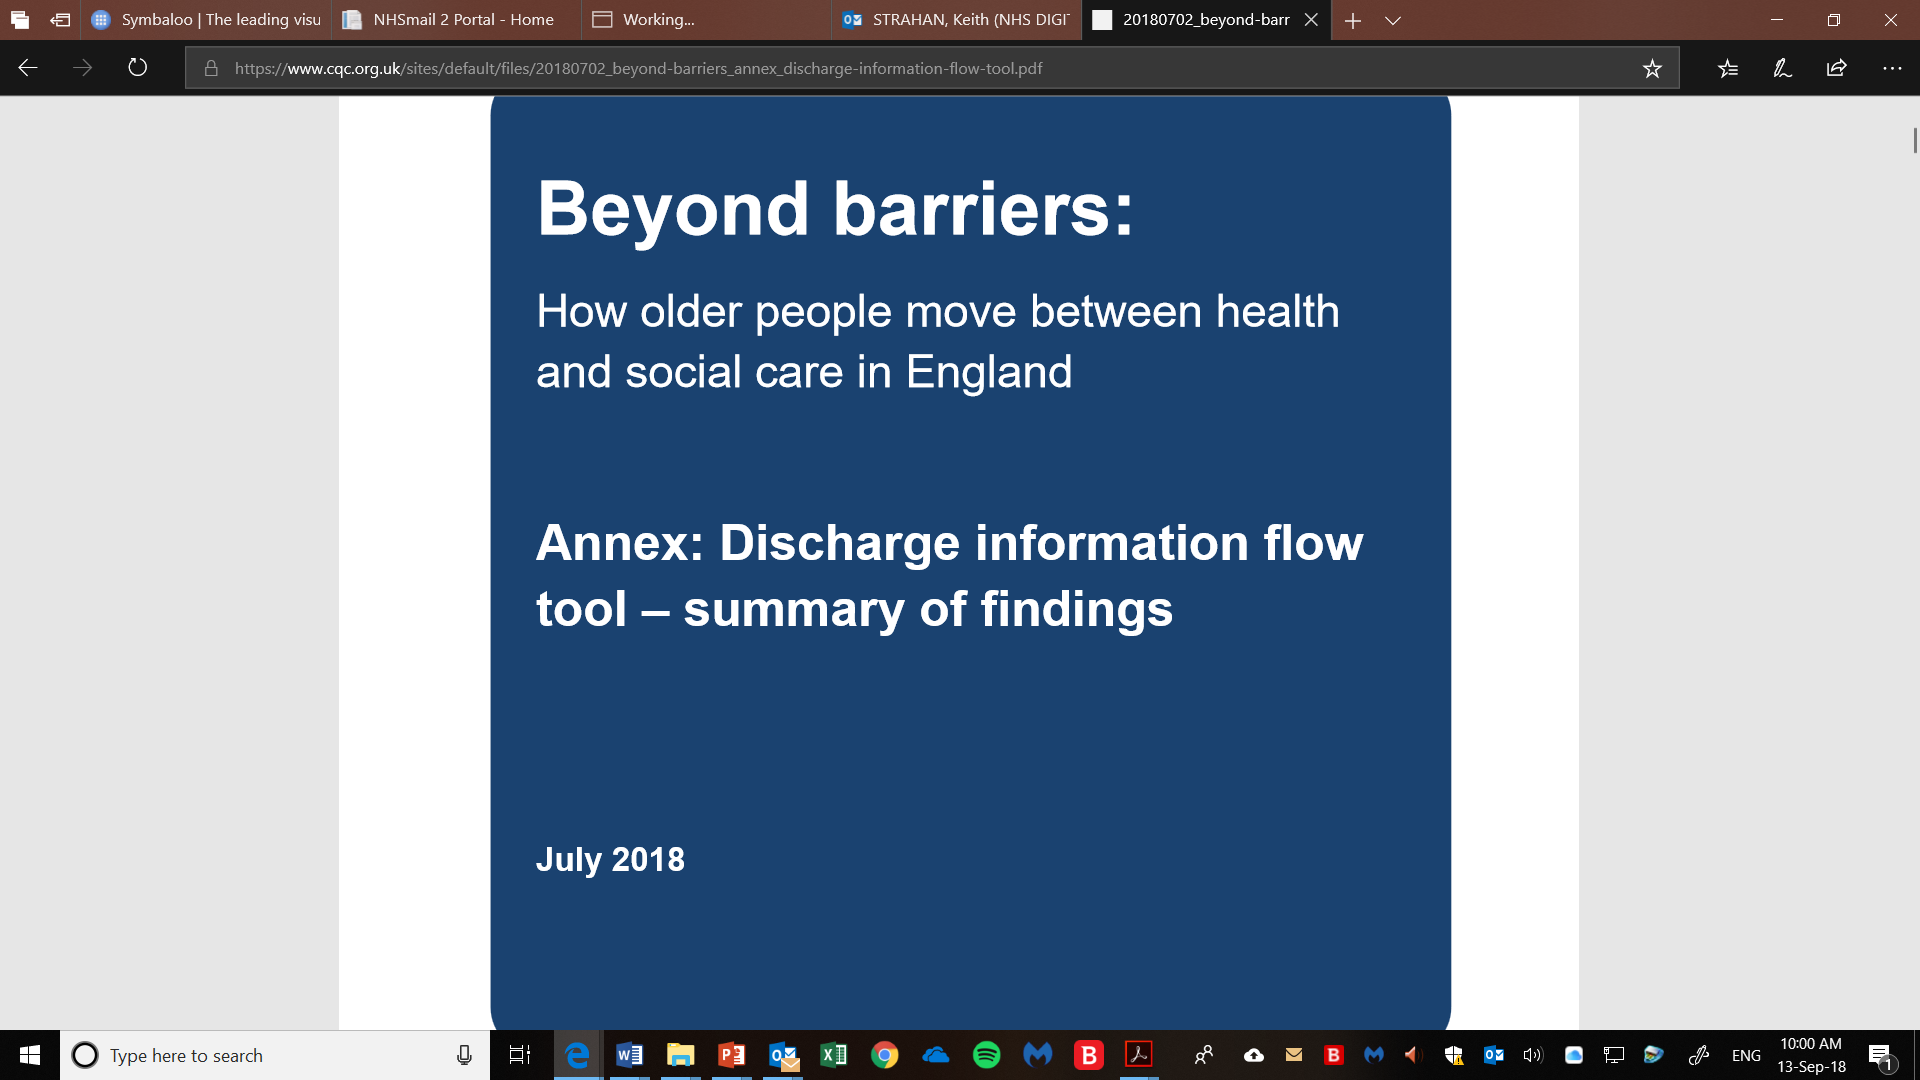 Symbaloo | The leading visu
NHSmail 2 Portal - Home
Working...
STRAHAN, Keith (NHS DIGIT
20180702_beyond-barr
https://www.cqc.org.uk/sites/default/files/20180702_beyond-barriers_annex_discharge-information-flow-tool.pdf
Beyond barriers:
How older people move between health
and social care in England
Annex: Discharge information flow
tool – summary of findings
July 2018
Type here to search
ENG
10:00 AM
13-Sep-18
1